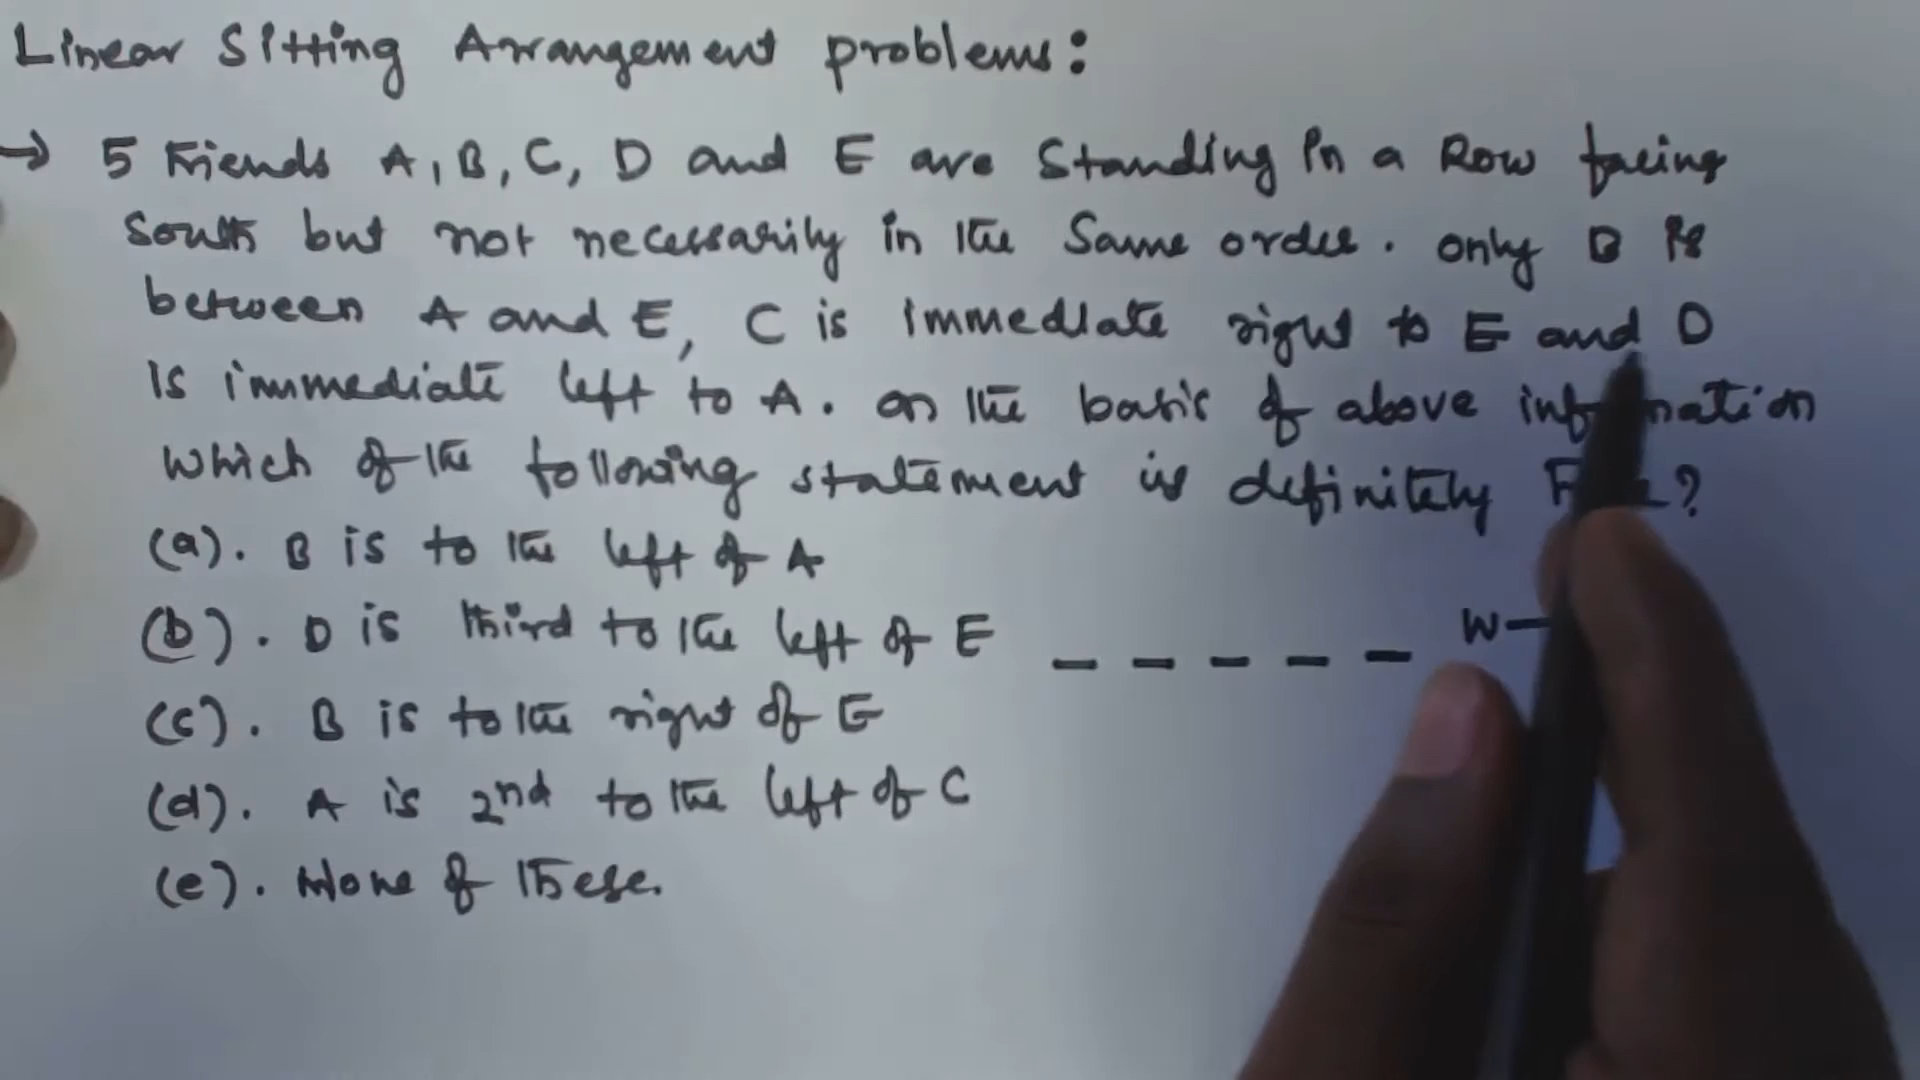 Linear Sitting Arrangement problems:
→ 5 Friends A, B, C, D and E are Standing in a Row facing
South but not necessarily in the Same order. only B is
between A and E, C is immediate right to E and D
is immediate left to A. on the basis of above
which of the following statement is definitely
(a). B is to the left of A
(b). D is third to the left of E
W
(c). B is to the right of E
(d). A is 2nd to the left of C
(e). None of these.